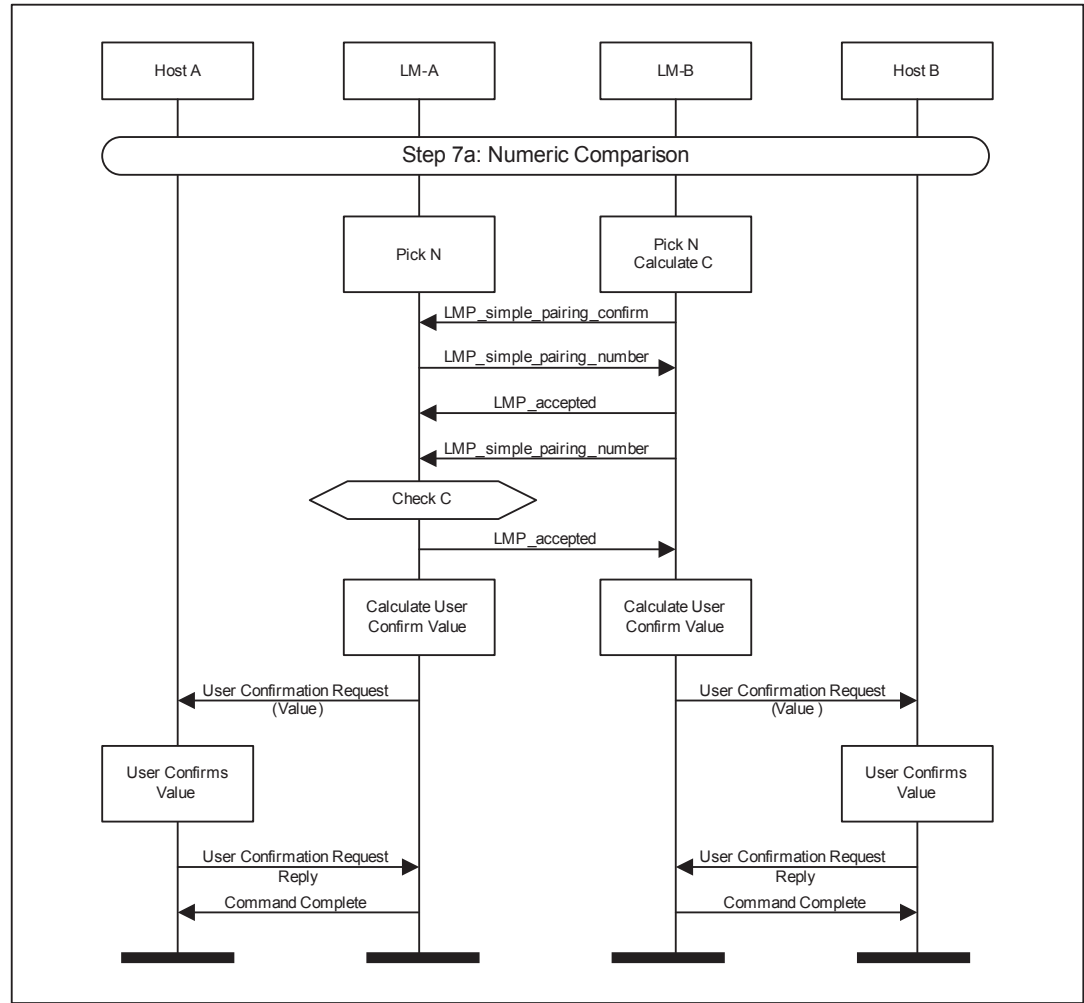 Host A
LM-A
LM-B
Host B
Step 7a: Numeric Comparison
Pick N
Pick N
Calculate C
LMP_simple_pairing_confirm
LMP_simple_pairing_number
LMP_accepted
LMP_simple_pairing_number
Check C
LMP_accepted
Calculate User
Confirm Value
Calculate User
Confirm Value
User Confirmation Request
(Value)
User Confirmation Request
(Value )
User Confirms
Value
User Confirms
Value
User Confirmation Request
Reply
User Confirmation Request
Reply
Command Complete
Command Complete